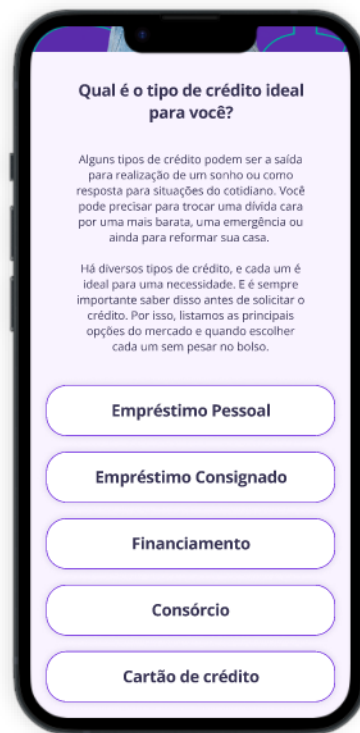 Qual é o tipo de crédito ideal
para você?
Alguns tipos de crédito podem ser a saída
para realização de um sonho ou como
resposta para situações do cotidiano. Você
pode precisar para trocar uma dívida cara
por uma mais barata, uma emergência ou
ainda para reformar sua casa.
Há diversos tipos de crédito, e cada um é
ideal para uma necessidade. E é sempre
importante saber disso antes de solicitar o
crédito. Por isso, listamos as principais
opções do mercado e quando escolher
cada um sem pesar no bolso.
Empréstimo Pessoal
Empréstimo Consignado
Financiamento
Consórcio
Cartão de crédito